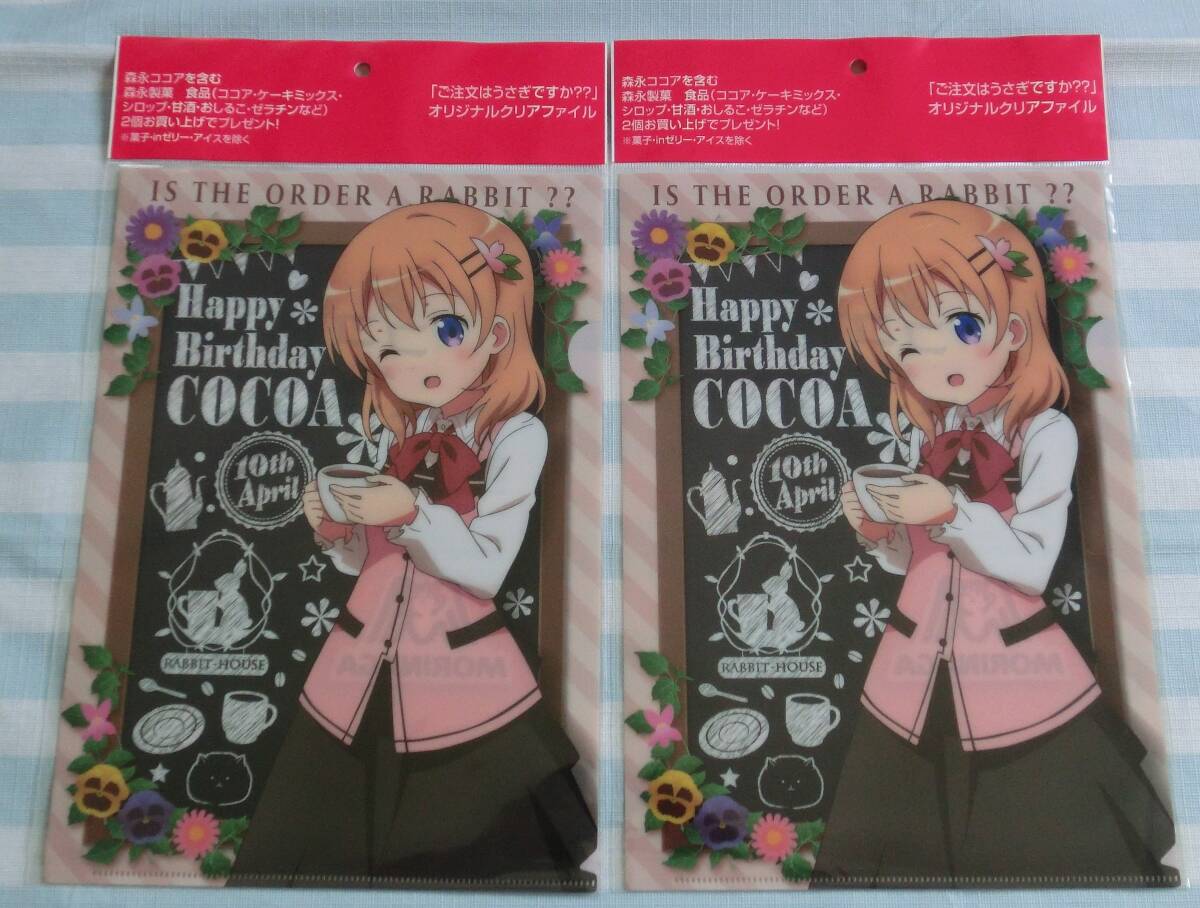 森永ココアを含む
森永製菓 食品(ココア・ケーキミックス・
シロップ・甘酒・おしるこ・ゼラチンなど)
2個お買い上げでプレゼント!
※菓子・inゼリー・アイスを除く
「ご注文はうさぎですか??」
オリジナルクリアファイル
IS THE ORDER A RABBIT ??
Happy
Birthday
COCOA
10th
April
RABBIT-HOUSE
MORINAGA
森永ココアを含む
森永製菓 食品(ココア・ケーキミックス・
シロップ・甘酒・おしるこ・ゼラチンなど)
2個お買い上げでプレゼント!
※菓子・inゼリー・アイスを除く
「ご注文はうさぎですか??」
オリジナルクリアファイル
IS THE ORDER A RABBIT ??
Happy
Birthday
COCOA
10th
April
RABBIT-HOUSE
MORINAGA